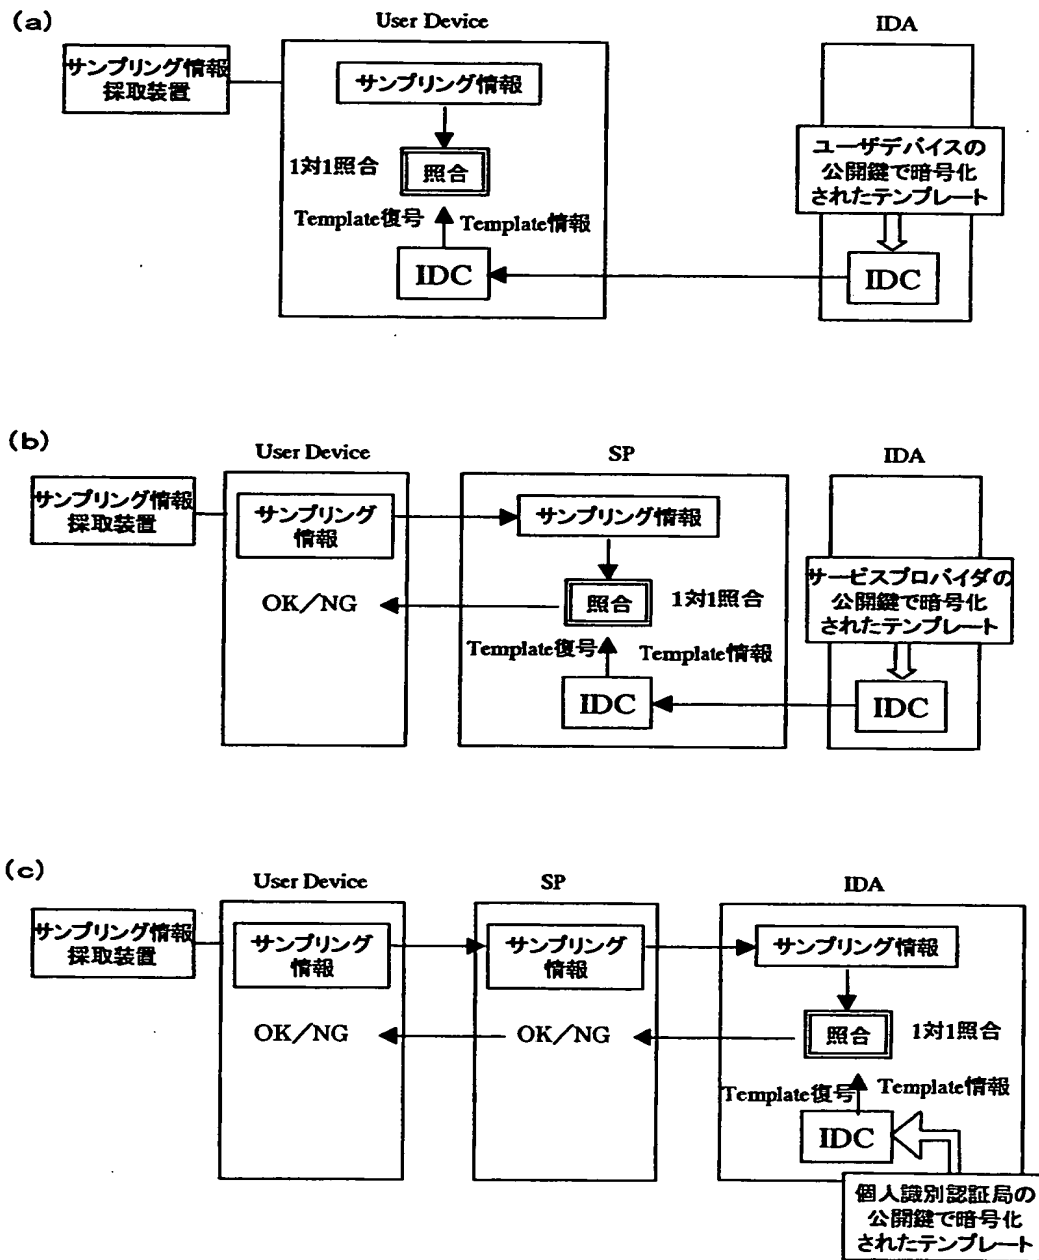 (a)
User Device
IDA
サンプリング情報
採取装置
サンプリング情報
1対1照合
照合
Template復号
Template情報
IDC
ユーザデバイスの
公開鍵で暗号化
されたテンプレート
IDC
(b)
User Device
SP
IDA
サンプリング情報
採取装置
サンプリング
情報
サンプリング情報
OK/NG
照合
1対1照合
Template復号
Template情報
IDC
サービスプロバイダの
公開鍵で暗号化
されたテンプレート
IDC
(c)
User Device
SP
IDA
サンプリング情報
採取装置
サンプリング
情報
サンプリング
情報
サンプリング情報
OK/NG
OK/NG
照合
1対1照合
Template復号
Template情報
IDC
個人識別認証局の
公開鍵で暗号化
されたテンプレート